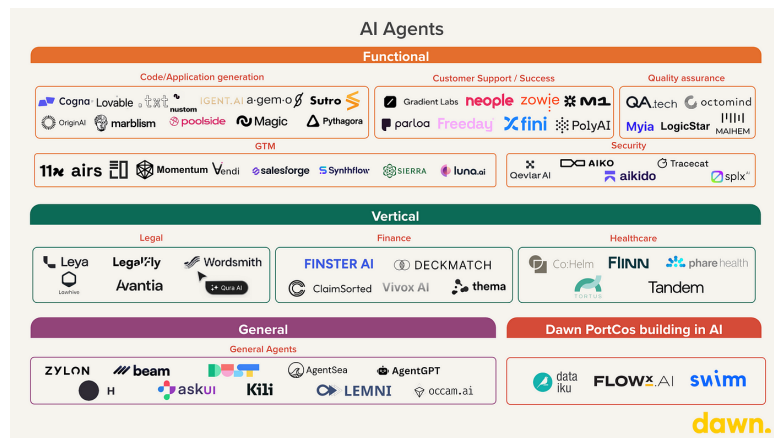 AI Agents
Functional
Code/Application generation
Customer Support / Success
Quality assurance
Cogna Lovable .txt nustom IGENT.AI a·gem·o Sutro
Gradient Labs neople zowie M1
QA.tech octomind
OriginAI marblism poolside Magic Pythagora
parloa Freeday fini PolyAI
Myia LogicStar MAIHEM
GTM
Security
11x airs Momentum Vendi salesforge Synthflow SIERRA luna.ai
Qevlar AI AIKO Tracecat
aikido splx AI
Vertical
Legal
Finance
Healthcare
Leya Legalfly Wordsmith
FINSTER AI DECKMATCH
Co:Helm FLINN phare health
Lawhive Avantia Qura AI
ClaimSorted Vivox AI thema
TORTUS Tandem
General
Dawn PortCos building in AI
General Agents
ZYLON beam DUST AgentSea AgentGPT
data
iku
FLOWX.AI swim
H askUI Kili LEMNI occam.ai
dawn.